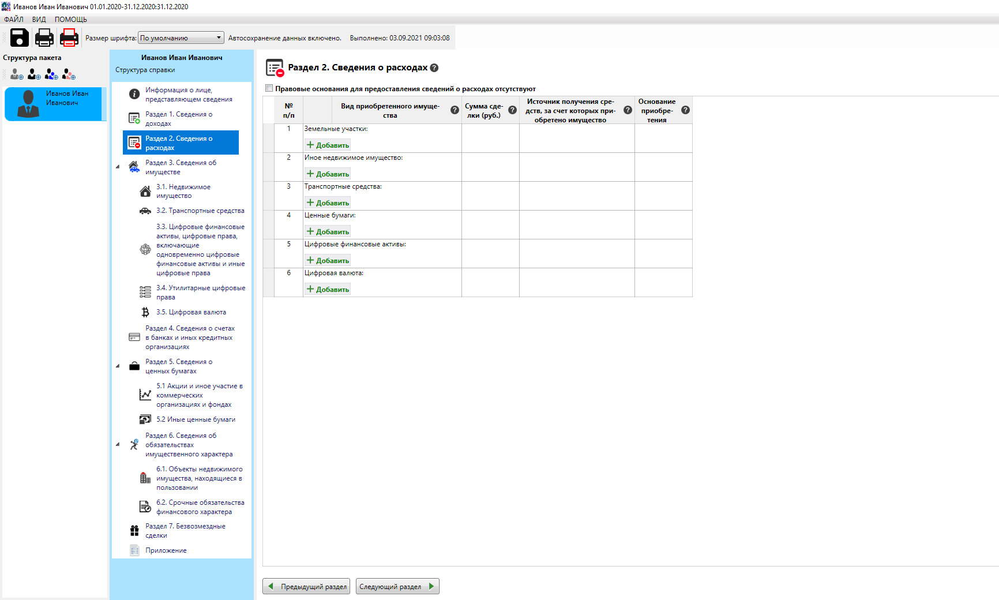 Иванов Иван Иванович 01.01.2020-31.12.2020:31.12.2020
ФАЙЛ ВИД ПОМОЩЬ
Размер шрифта: По умолчанию Автосохранение данных включено. Выполнено: 03.09.2021 09:03:08
Структура пакета
Иванов Иван
Иванович
Иванов Иван Иванович
Структура справки
Информация о лице,
представляющем сведения
Раздел 1. Сведения о
доходах
Раздел 2. Сведения о
расходах
Раздел 3. Сведения об
имуществе
3.1. Недвижимое
имущество
3.2. Транспортные средства
3.3. Цифровые финансовые
активы, цифровые права,
включающие
одновременно цифровые
финансовые активы и иные
цифровые права
3.4. Утилитарные цифровые
права
3.5. Цифровая валюта
Раздел 4. Сведения о счетах
в банках и иных кредитных
организациях
Раздел 5. Сведения о
ценных бумагах
5.1 Акции и иное участие в
коммерческих
организациях и фондах
5.2 Иные ценные бумаги
Раздел 6. Сведения об
обязательствах
имущественного характера
6.1. Объекты недвижимого
имущества, находящиеся в
пользовании
6.2. Срочные обязательства
финансового характера
Раздел 7. Безвозмездные
сделки
Приложение
Раздел 2. Сведения о расходах ?
Правовые основания для предоставления сведений о расходах отсутствуют
№
п/п
Вид приобретенного имуще-
ства
?
Сумма сде-
лки (руб.)
?
Источник получения сре-
дств, за счет которых при-
обретено имущество
?
Основание
приобре-
тения
?
1 Земельные участки:
Добавить
2 Иное недвижимое имущество:
Добавить
3 Транспортные средства:
Добавить
4 Ценные бумаги:
Добавить
5 Цифровые финансовые активы:
Добавить
6 Цифровая валюта:
Добавить
Предыдущий раздел Следующий раздел